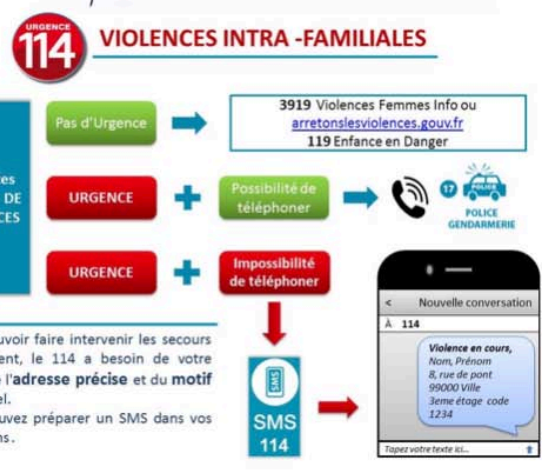 URGENCE
114
VIOLENCES INTRA -FAMILIALES
Pas d'Urgence
3919 Violences Femmes Info ou
arretonslesviolences.gouv.fr
119 Enfance en Danger
DE
CES
URGENCE
Possibilité de
téléphoner
17
POLICE
POLICE
GENDARMERIE
URGENCE
Impossibilité
de téléphoner
Nouvelle conversation
À 114
Violence en cours,
Nom, Prénom
8, rue de pont
99000 Ville
3eme étage code
1234
Tapez votre texte ici...
voir faire intervenir les secours
ent, le 114 a besoin de votre
l'adresse précise et du motif
el.
uvez préparer un SMS dans vos
ns.
SMS
SMS
114